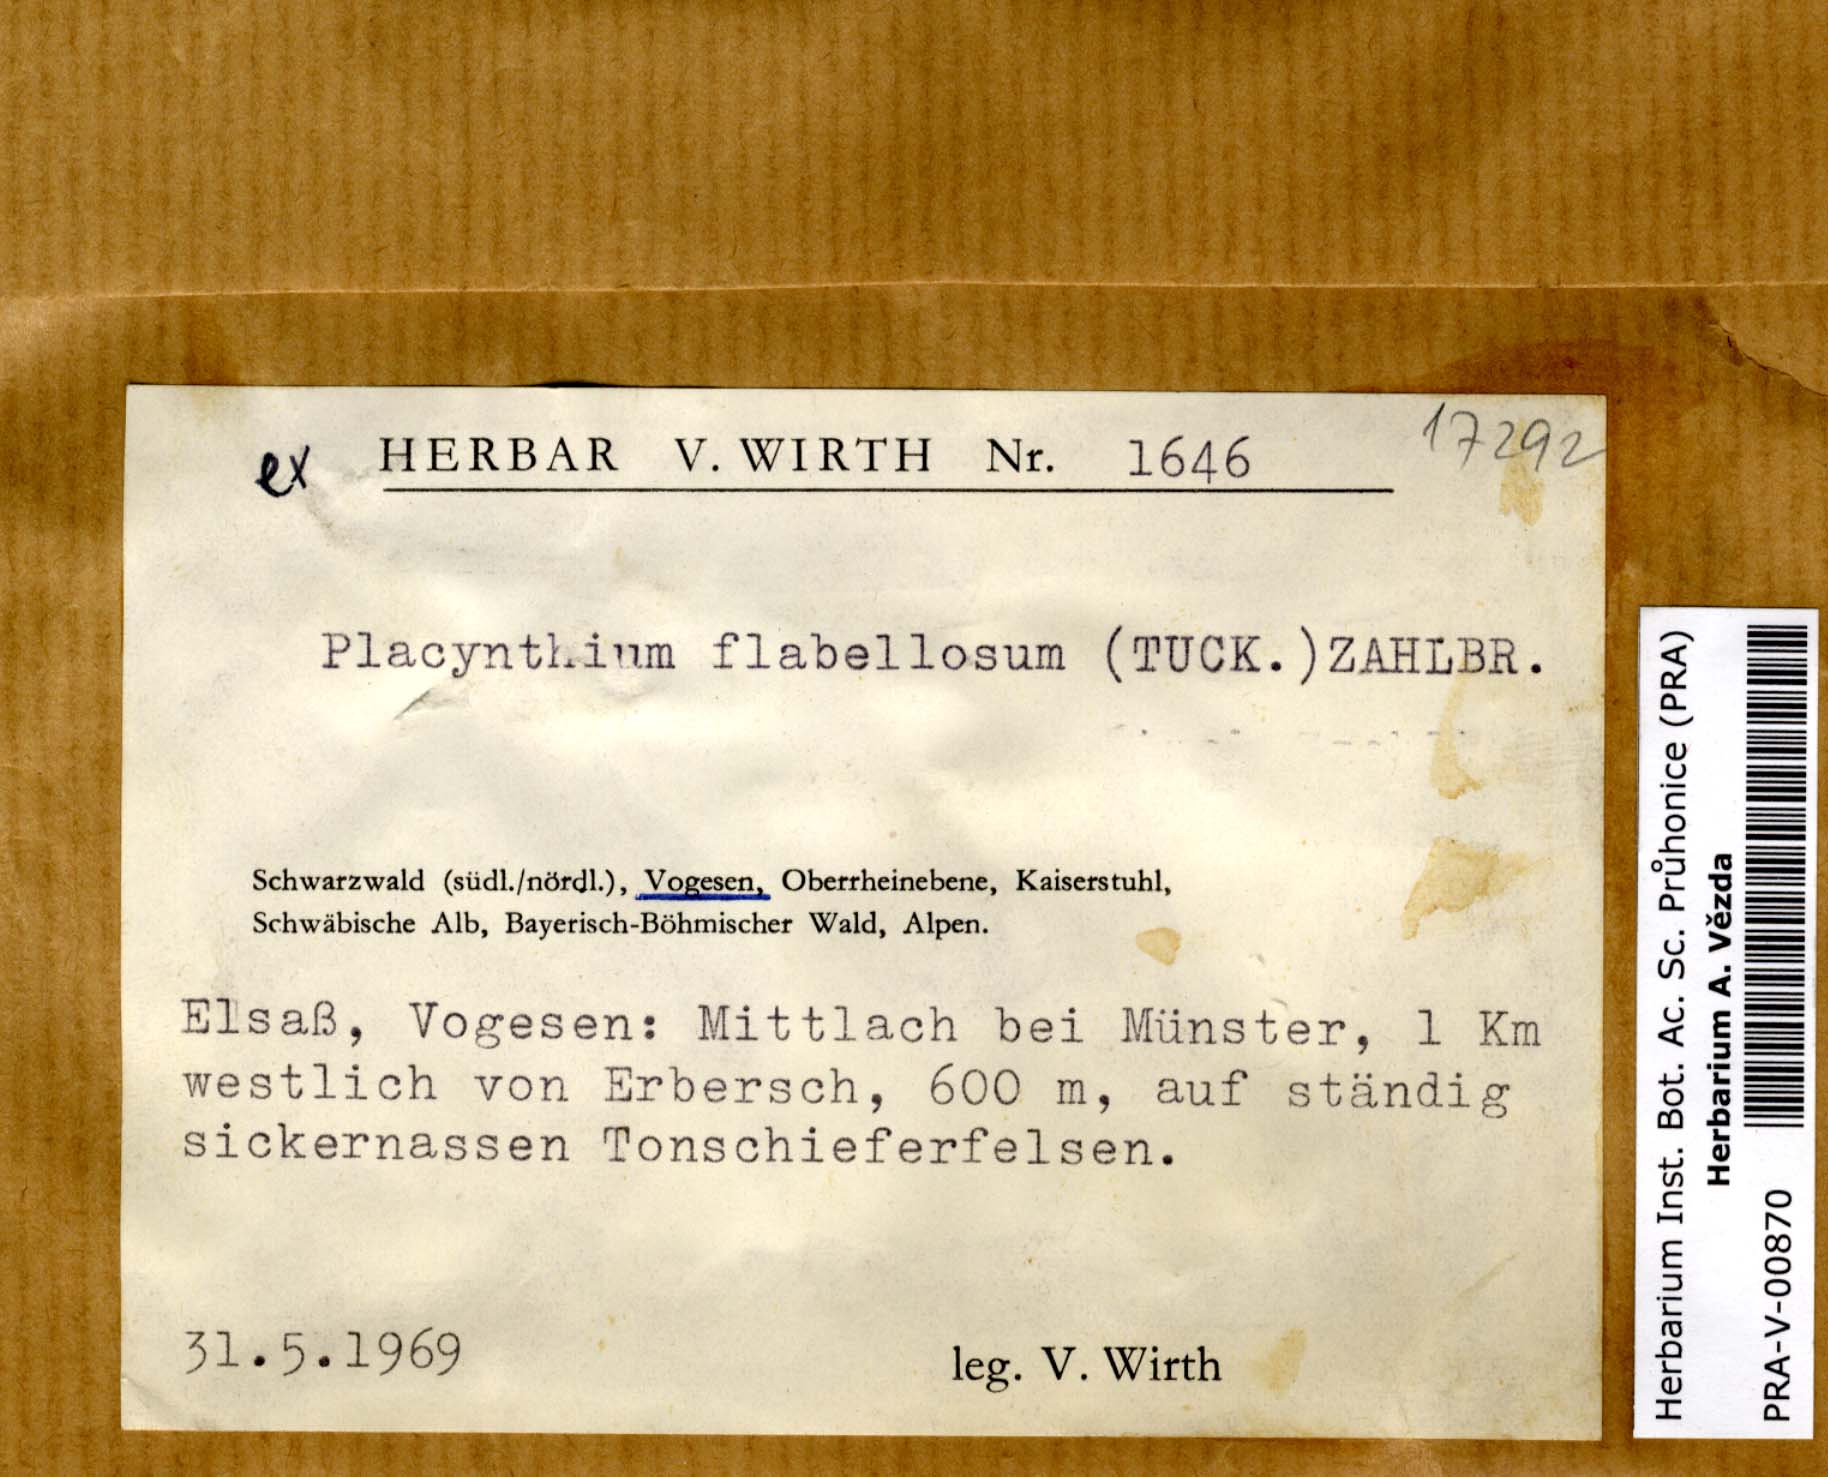 17292
ex HERBAR V. WIRTH Nr. 1646
Placynthium flabellosum (TUCK.)ZAHLBR.
Schwarzwald (südl./nördl.), Vogesen, Oberrheinebene, Kaiserstuhl,
Schwäbische Alb, Bayerisch-Böhmischer Wald, Alpen.
Elsaß, Vogesen: Mittlach bei Münster, 1 Km
westlich von Erbersch, 600 m, auf ständig
sickernassen Tonschieferfelsen.
31.5.1969
leg. V. Wirth
Herbarium Inst. Bot. Ac. Sc. Průhonice (PRA)
Herbarium A. Vězda
PRA-V-00870